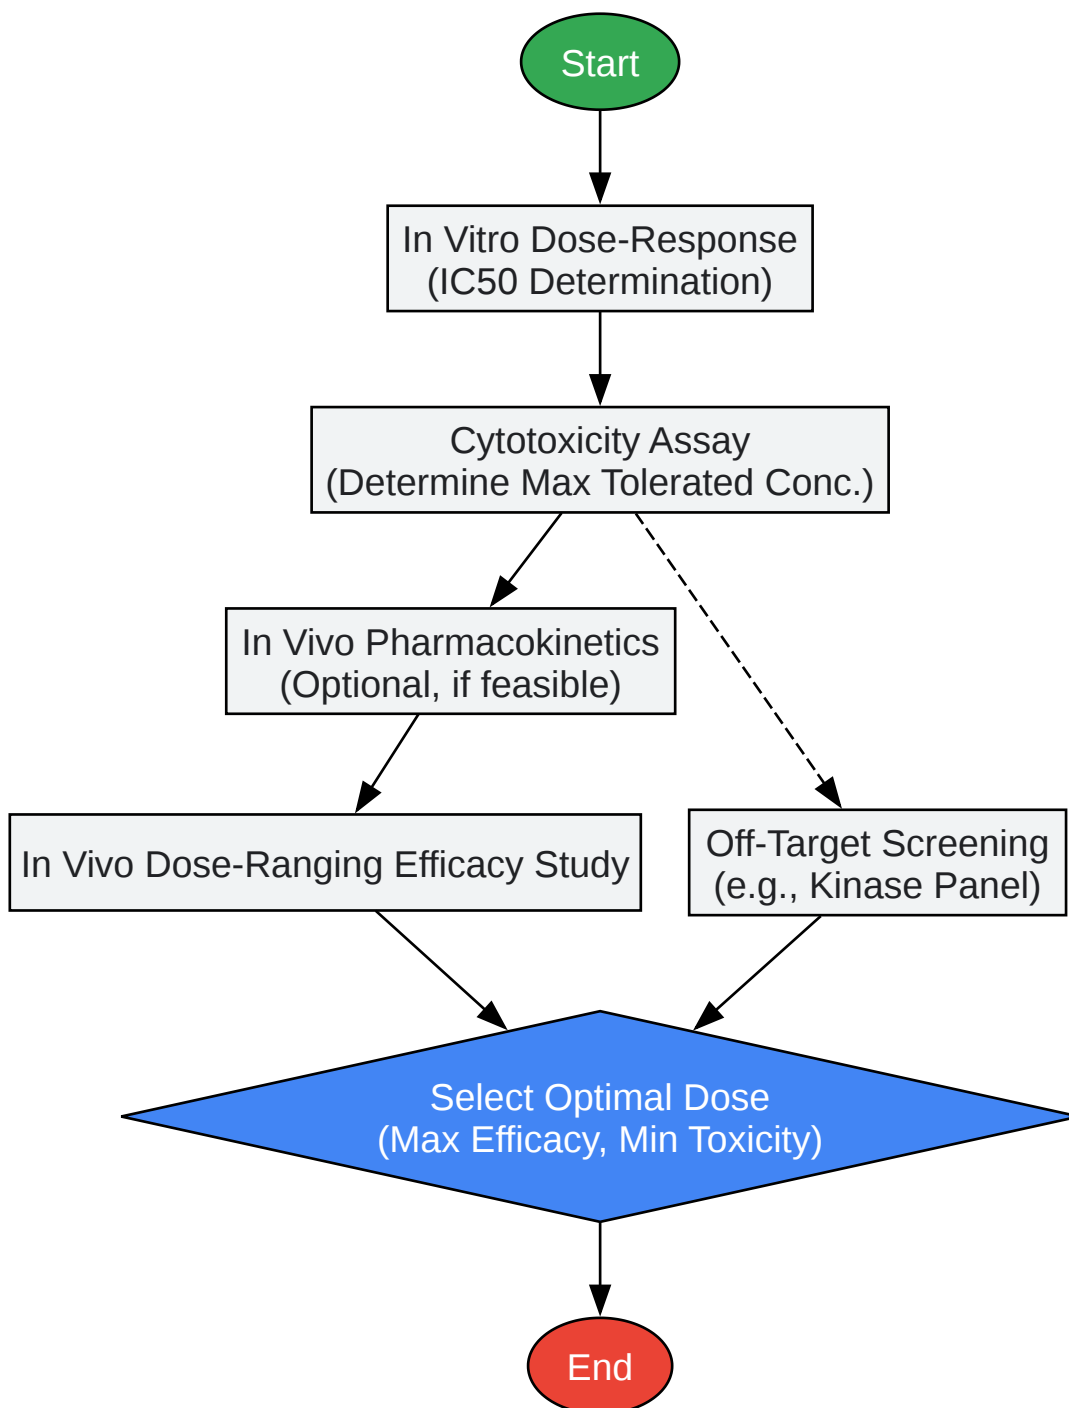 Start
In Vitro Dose-Response
(IC50 Determination)
Cytotoxicity Assay
(Determine Max Tolerated Conc.)
In Vivo Pharmacokinetics
(Optional, if feasible)
In Vivo Dose-Ranging Efficacy Study
Off-Target Screening
(e.g., Kinase Panel)
Select Optimal Dose
(Max Efficacy, Min Toxicity)
End